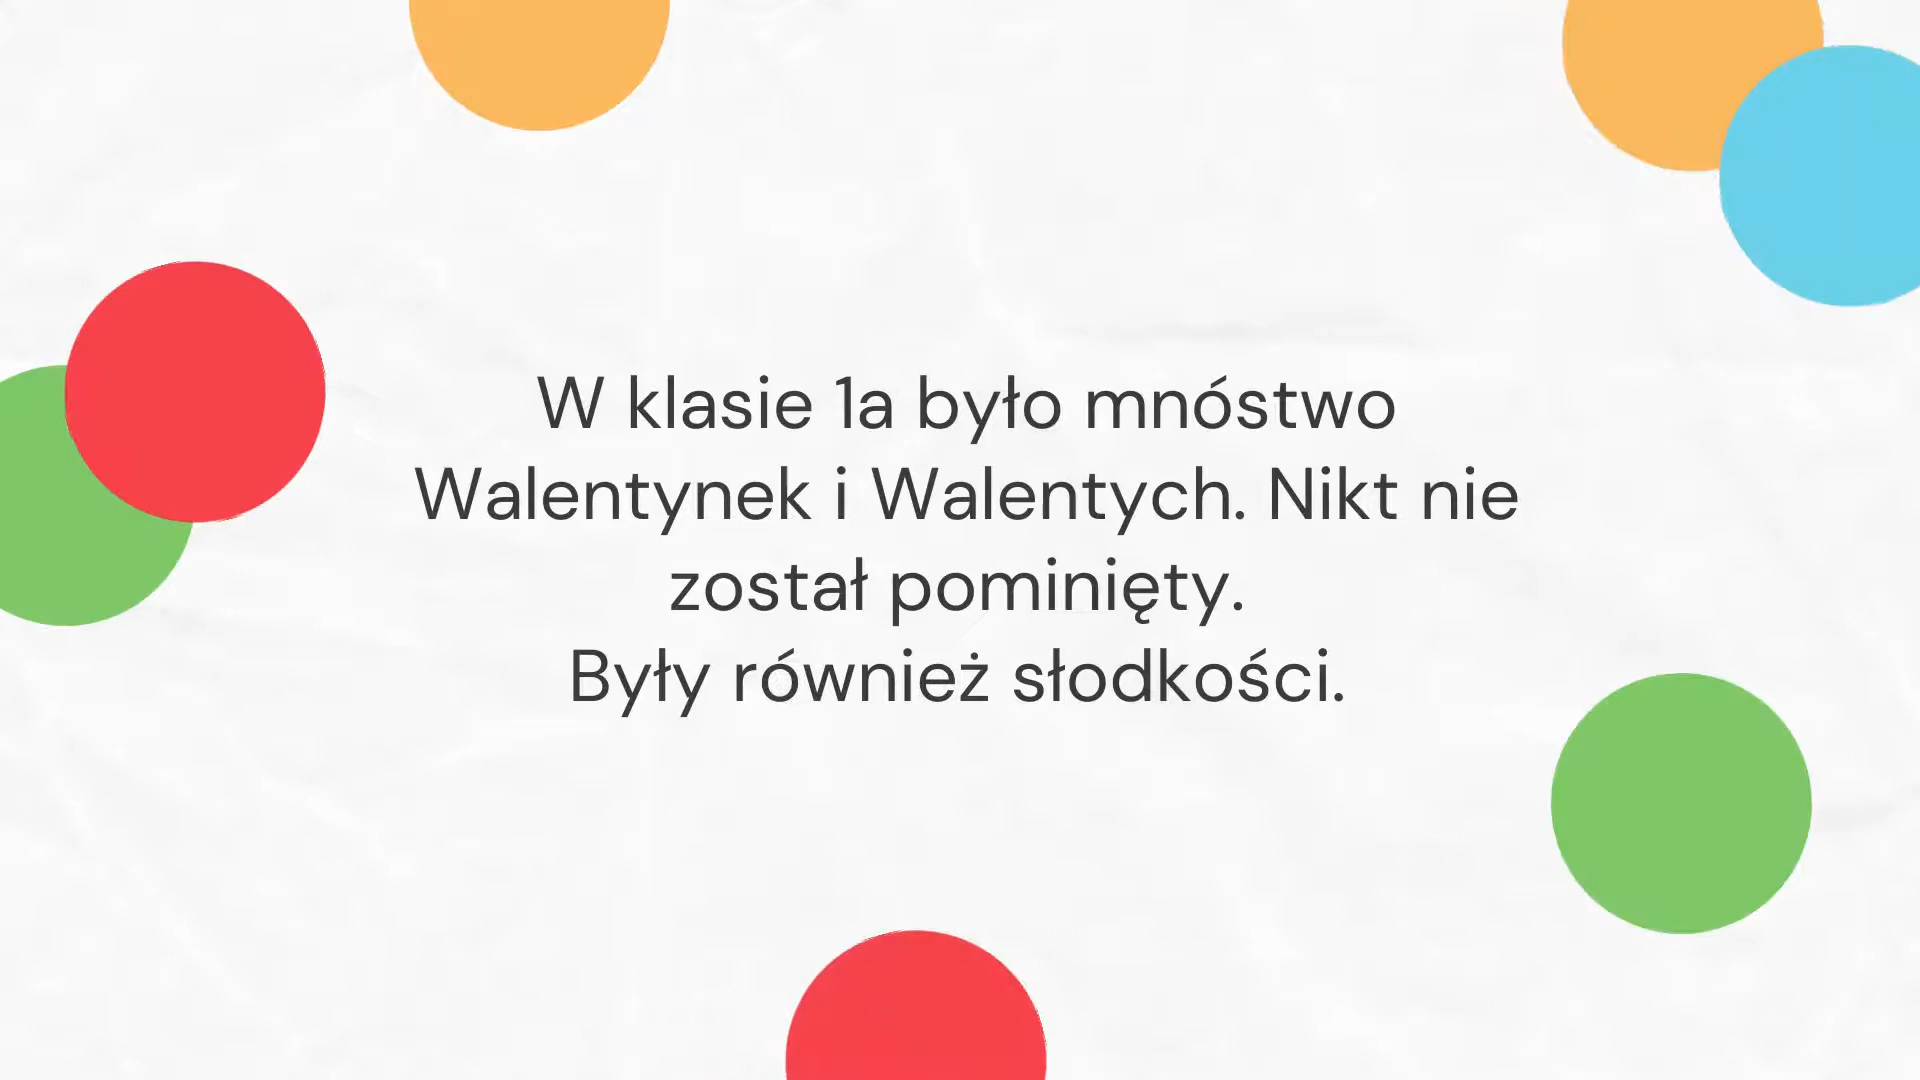 W klasie 1a było mnóstwo
Walentynek i Walentych. Nikt nie
został pominięty.
Były również słodkości.